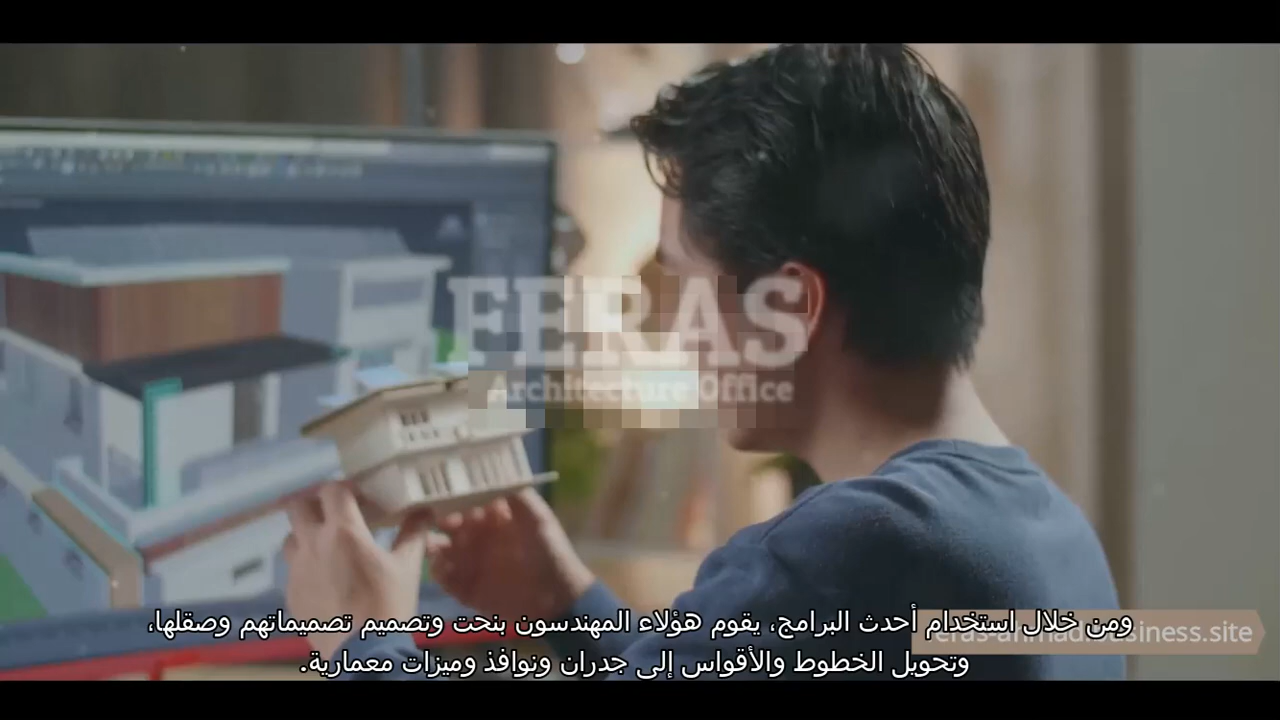 FERAS
Architecture Office
ومن خلال استخدام أحدث البرامج، يقوم هؤلاء المهندسون بنحت وتصميم تصميماتهم وصقلها،
وتحويل الخطوط والأقواس إلى جدران ونوافذ وميزات معمارية.